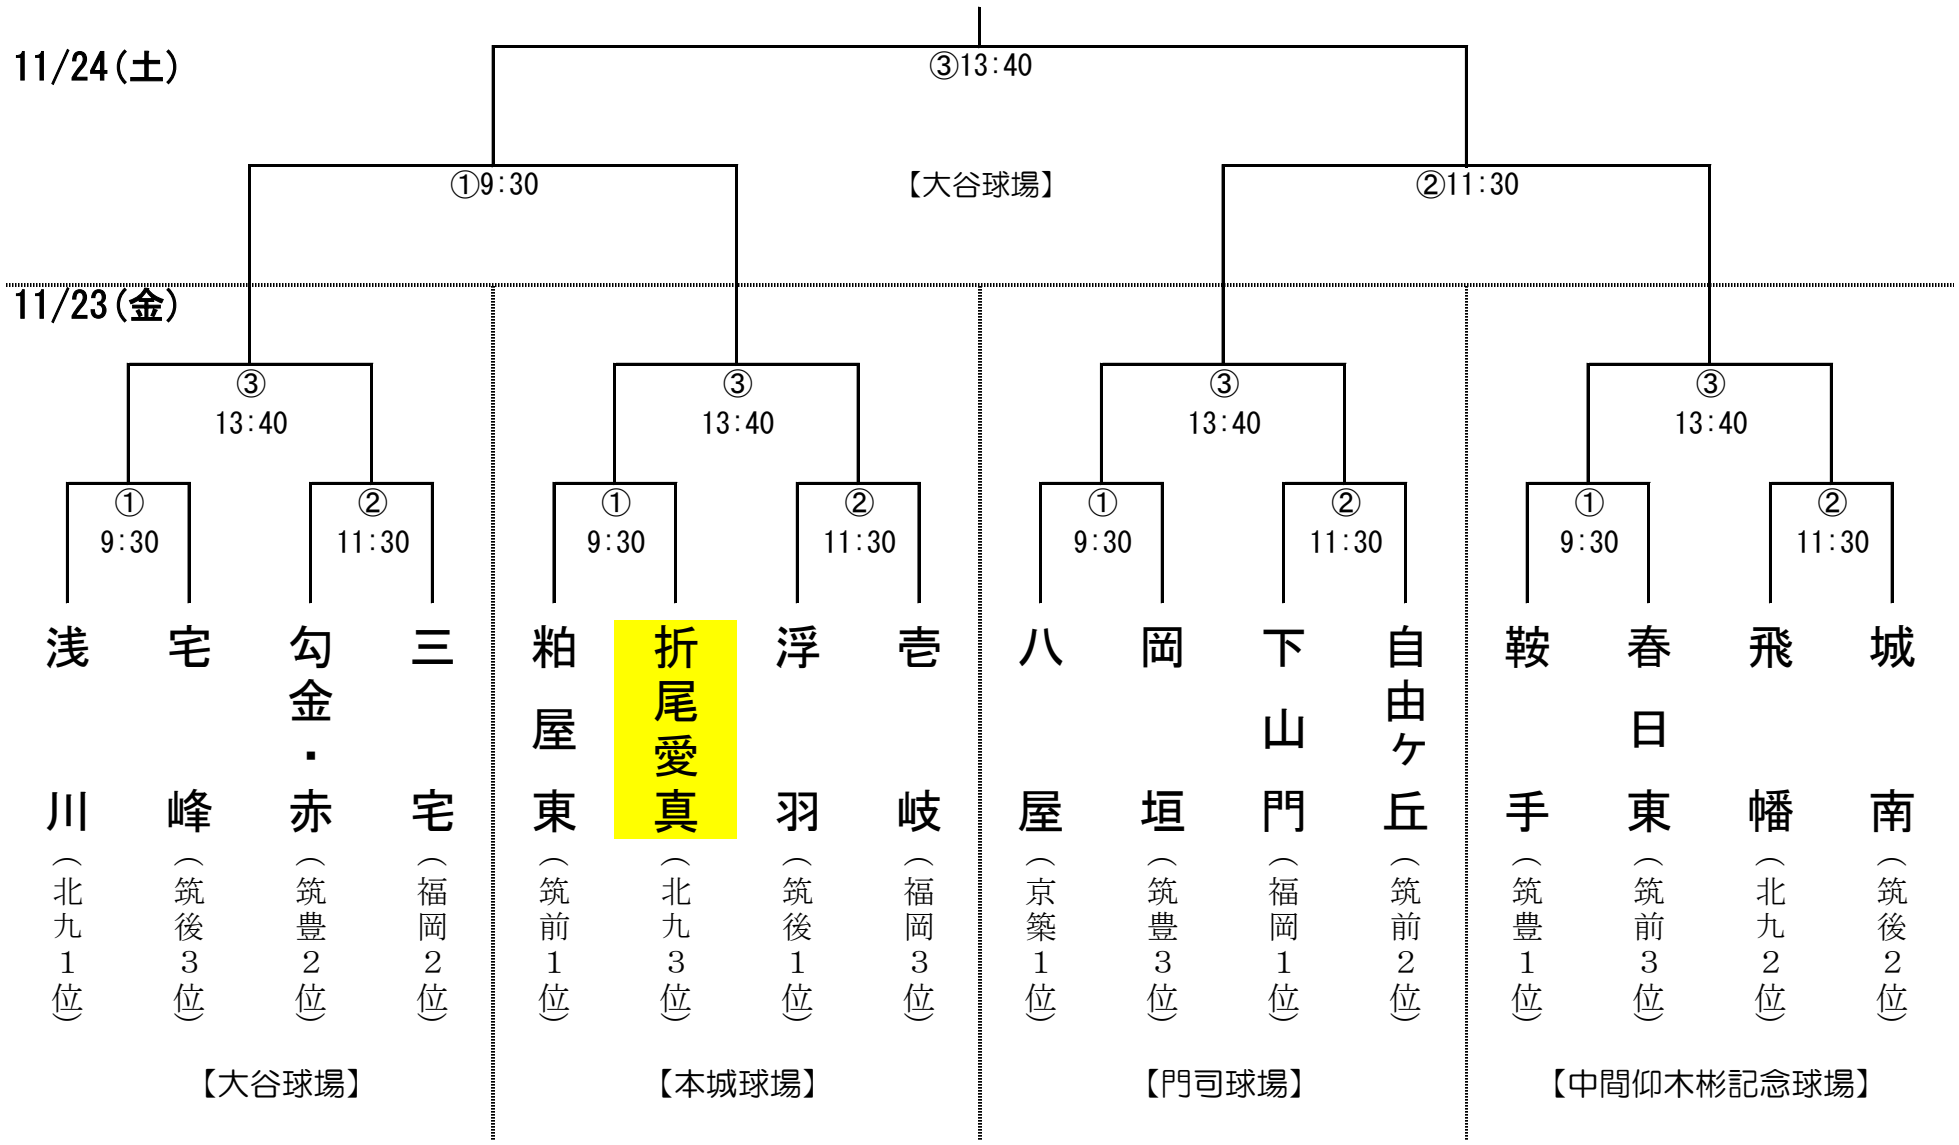 11/24(土)
③13:40
①9:30
【大谷球場】
②11:30
11/23(金)
③
13:40
③
13:40
③
13:40
③
13:40
①
9:30
②
11:30
①
9:30
②
11:30
①
9:30
②
11:30
①
9:30
②
11:30
浅川(北九1位)
宅峰(筑後3位)
勾金・赤(筑豊2位)
三宅(福岡2位)
粕屋東(筑前1位)
折尾愛真(北九3位)
浮羽(筑後1位)
壱岐(福岡3位)
八屋(京築1位)
岡垣(筑豊3位)
下山門(福岡1位)
自由ケ丘(筑前2位)
鞍手(筑豊1位)
春日東(筑前3位)
飛幡(北九2位)
城南(筑後2位)
【大谷球場】
【本城球場】
【門司球場】
【中間仰木彬記念球場】